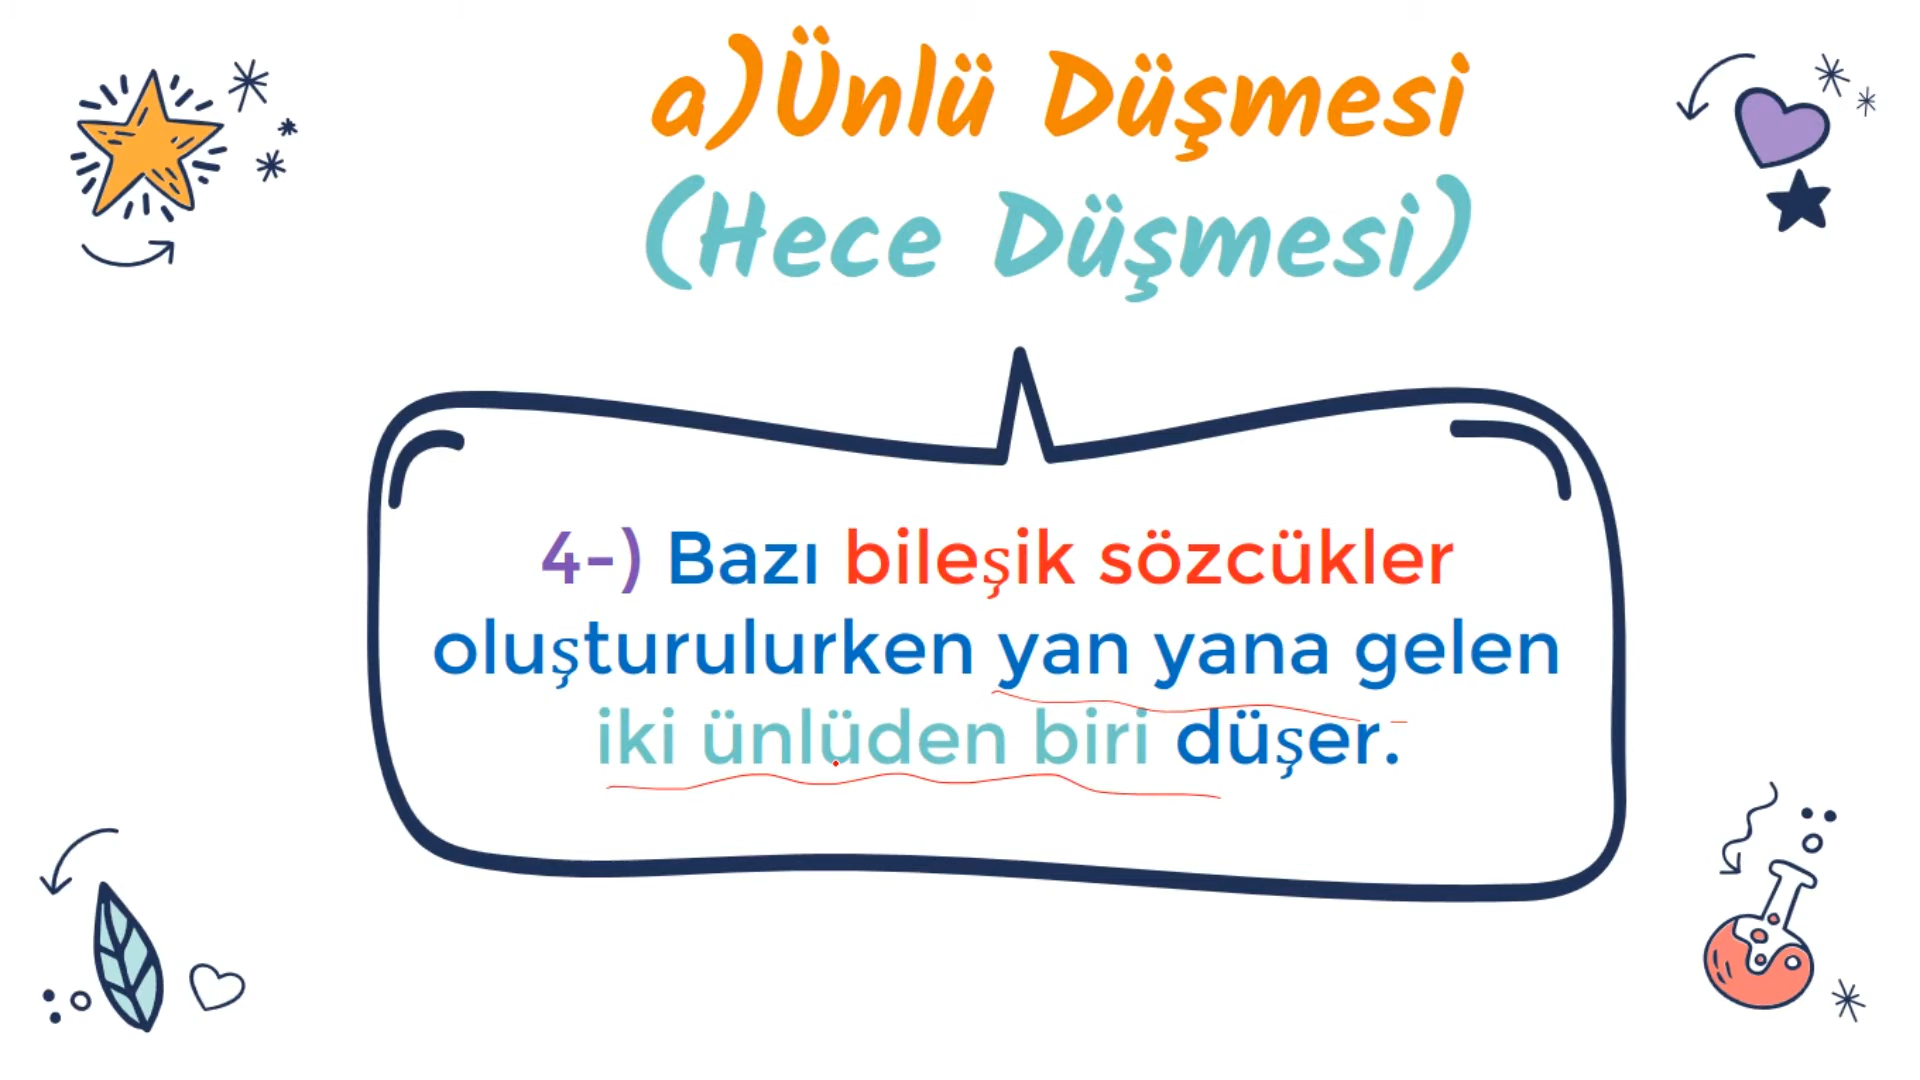 a)Ünlü Düşmesi
(Hece Düşmesi)
4-) Bazı bileşik sözcükler
oluşturulurken yan yana gelen
iki ünlüden biri düşer.